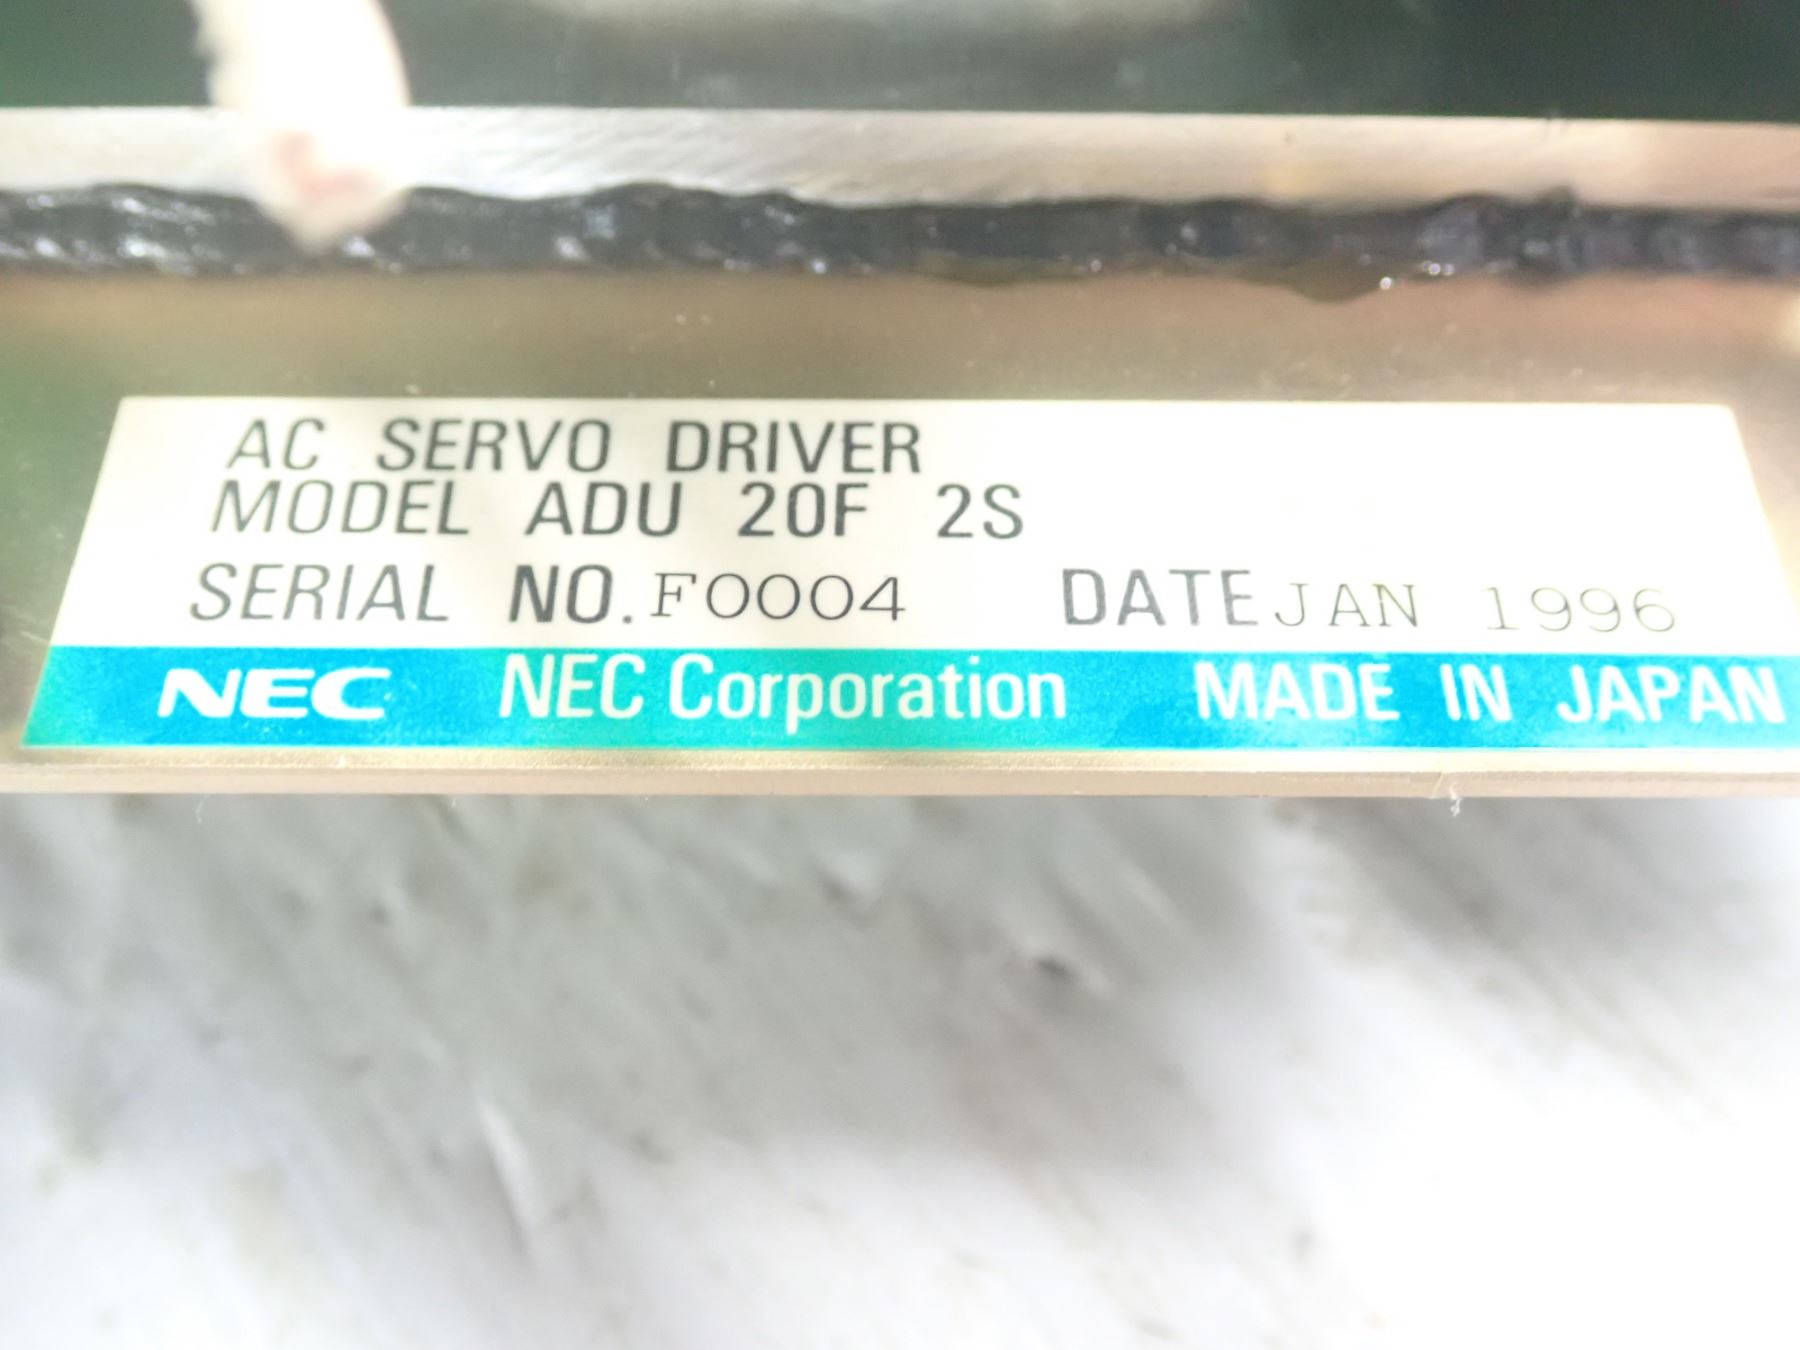 AC SERVO DRIVER
MODEL ADU 20F 2S
SERIAL NO. F0004 DATE JAN 1996
NEC NEC Corporation MADE IN JAPAN